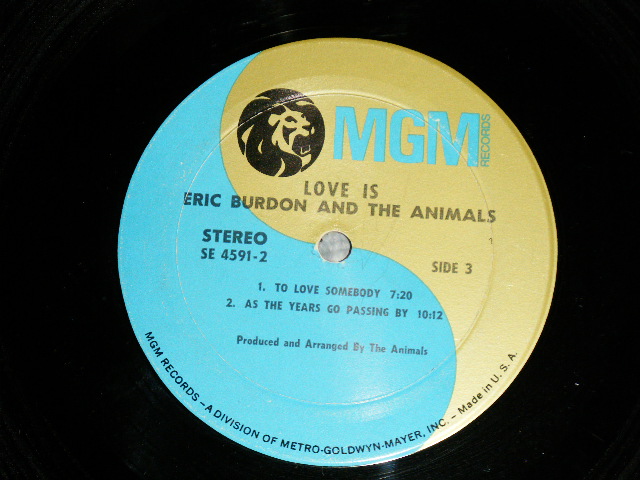 MGM
RECORDS
LOVE IS
ERIC BURDON AND THE ANIMALS
STEREO
SE 4591-2
SIDE 3
1
1. TO LOVE SOMEBODY 7:20
2. AS THE YEARS GO PASSING BY 10:12
Produced and Arranged By The Animals
MGM RECORDS – A DIVISION OF METRO-GOLDWYN-MAYER, INC. – Made in U.S.A.